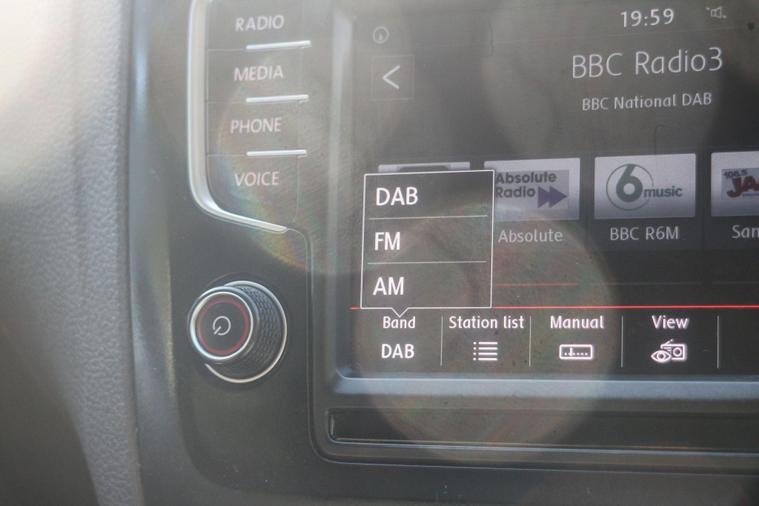 RADIO
MEDIA
PHONE
VOICE
19:59
BBC Radio3
BBC National DAB
Absolute
Radio
6 music
Absolute
BBC R6M
DAB
FM
AM
Band
DAB
Station list
Manual
View